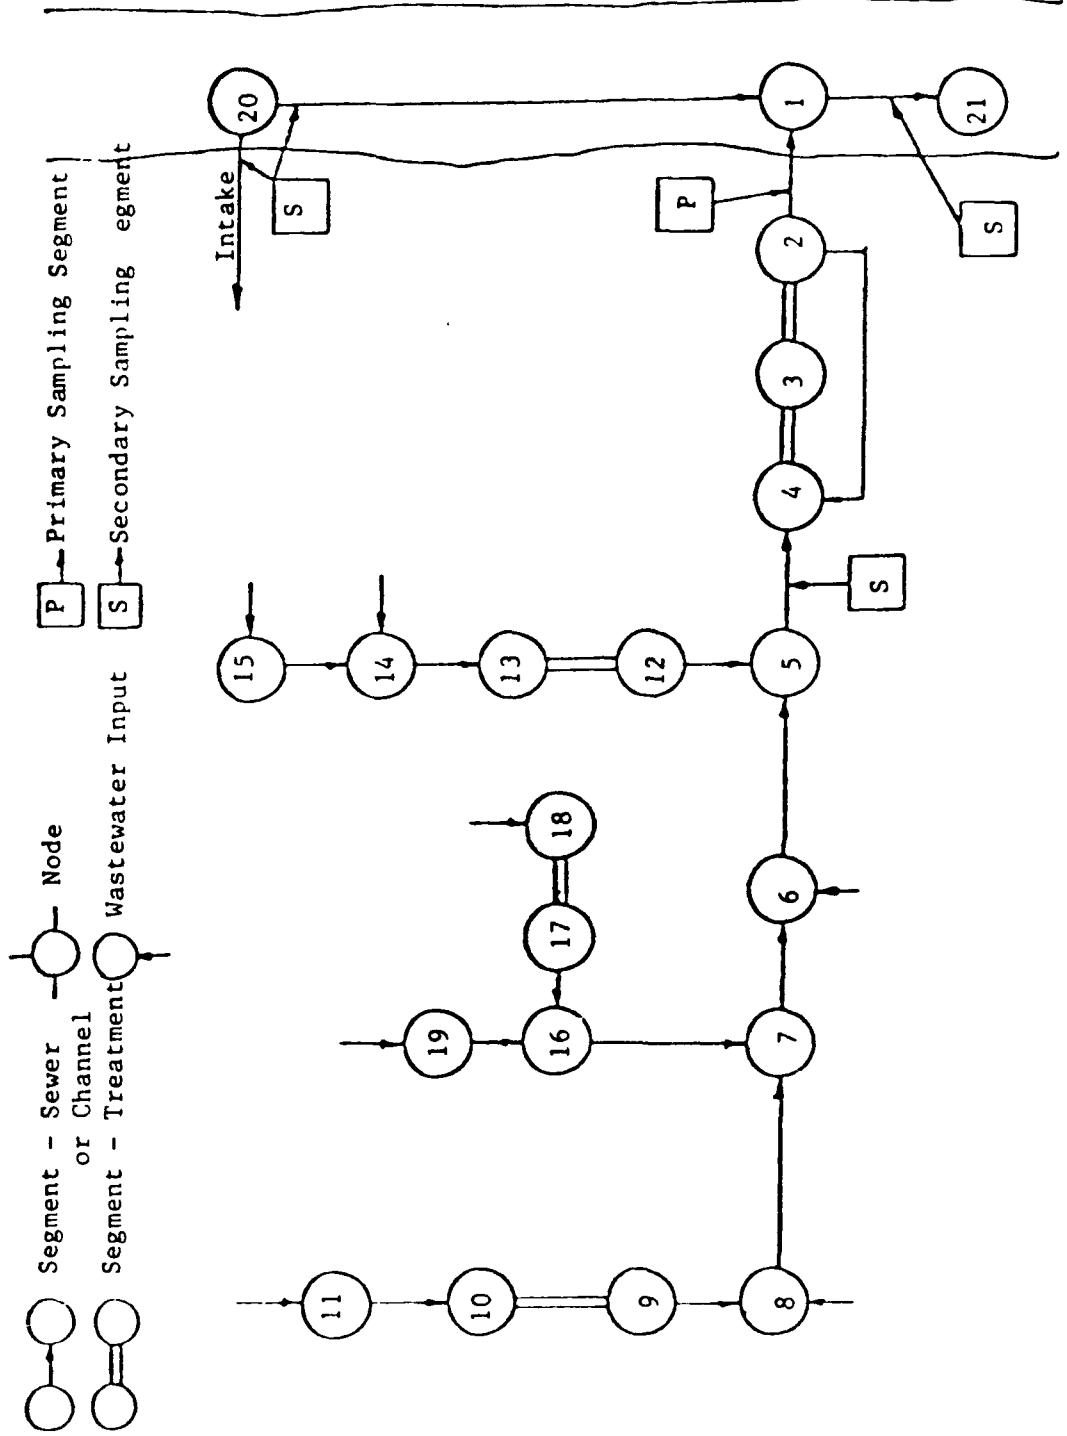 Segment - Sewer
or Channel
Segment - Treatment
Node
Wastewater Input
P Primary Sampling Segment
S Secondary Sampling egment
11
10
9
8
19
16
7
17
18
6
15
14
13
12
5
S
4
3
2
P
Intake
S
20
1
21
S